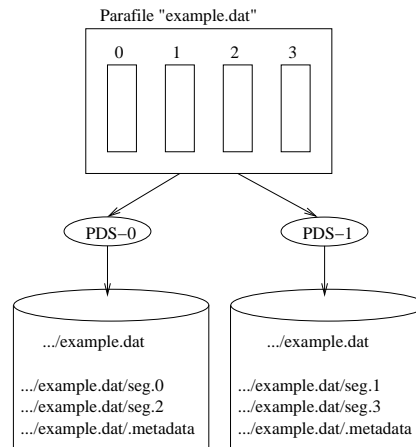 Parafile "example.dat"
0 1 2 3
PDS−0 PDS−1
.../example.dat
.../example.dat/seg.0
.../example.dat/seg.2
.../example.dat/.metadata
.../example.dat
.../example.dat/seg.1
.../example.dat/seg.3
.../example.dat/.metadata